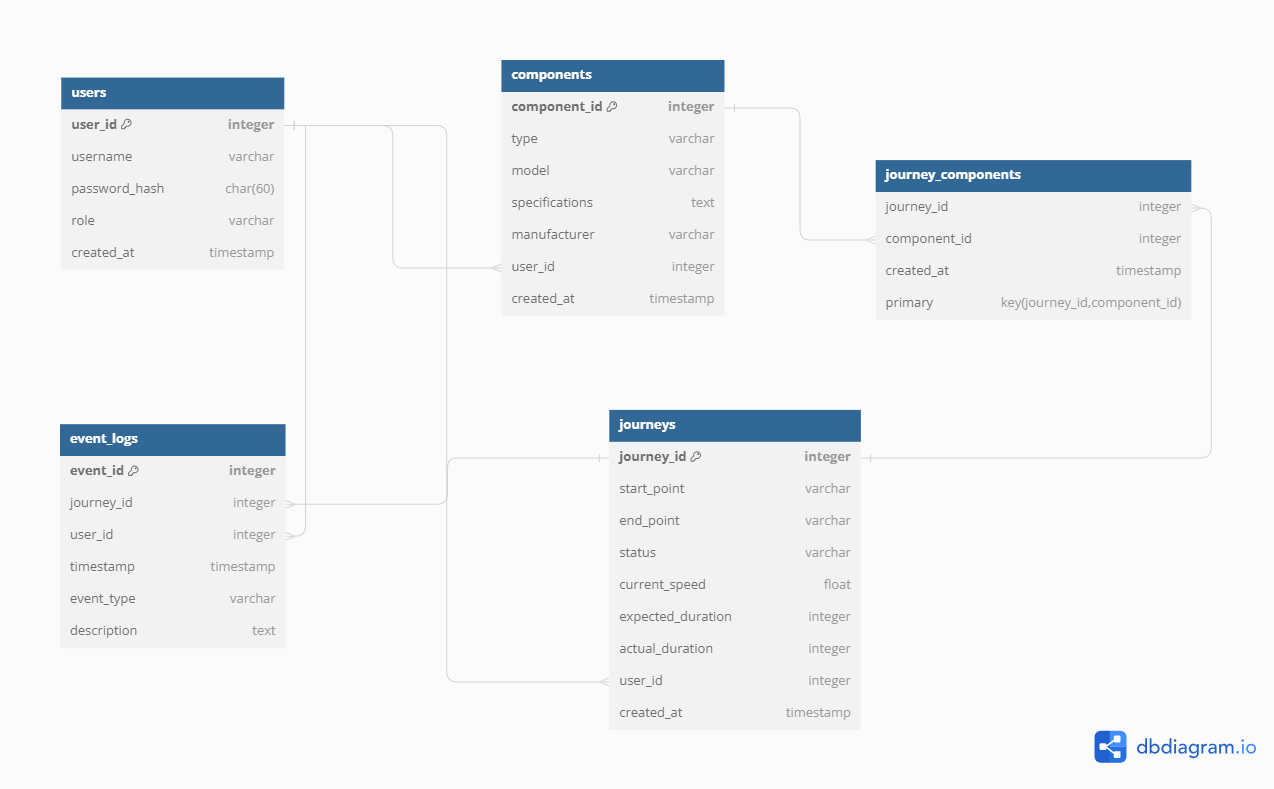 users
user_id integer
username varchar
password_hash char(60)
role varchar
created_at timestamp
components
component_id integer
type varchar
model varchar
specifications text
manufacturer varchar
user_id integer
created_at timestamp
journey_components
journey_id integer
component_id integer
created_at timestamp
primary key(journey_id,component_id)
event_logs
event_id integer
journey_id integer
user_id integer
timestamp timestamp
event_type varchar
description text
journeys
journey_id integer
start_point varchar
end_point varchar
status varchar
current_speed float
expected_duration integer
actual_duration integer
user_id integer
created_at timestamp
dbdiagram.io